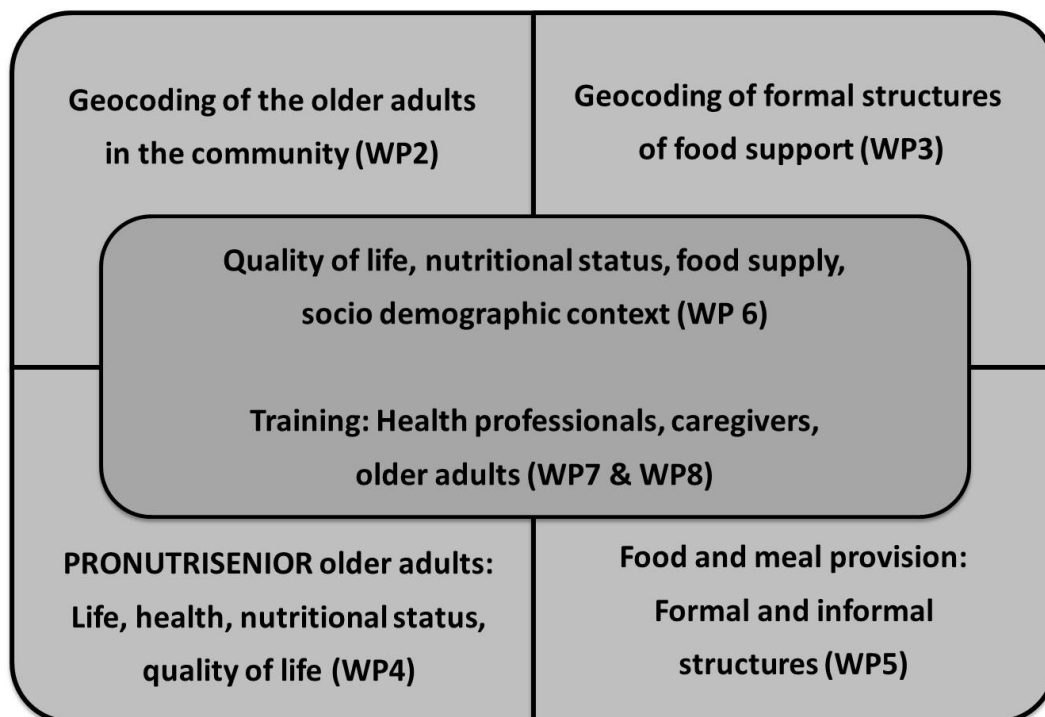 Geocoding of the older adults
in the community (WP2)
Geocoding of formal structures
of food support (WP3)
Quality of life, nutritional status, food supply,
socio demographic context (WP 6)
Training: Health professionals, caregivers,
older adults (WP7 & WP8)
PRONUTRISENIOR older adults:
Life, health, nutritional status,
quality of life (WP4)
Food and meal provision:
Formal and informal
structures (WP5)